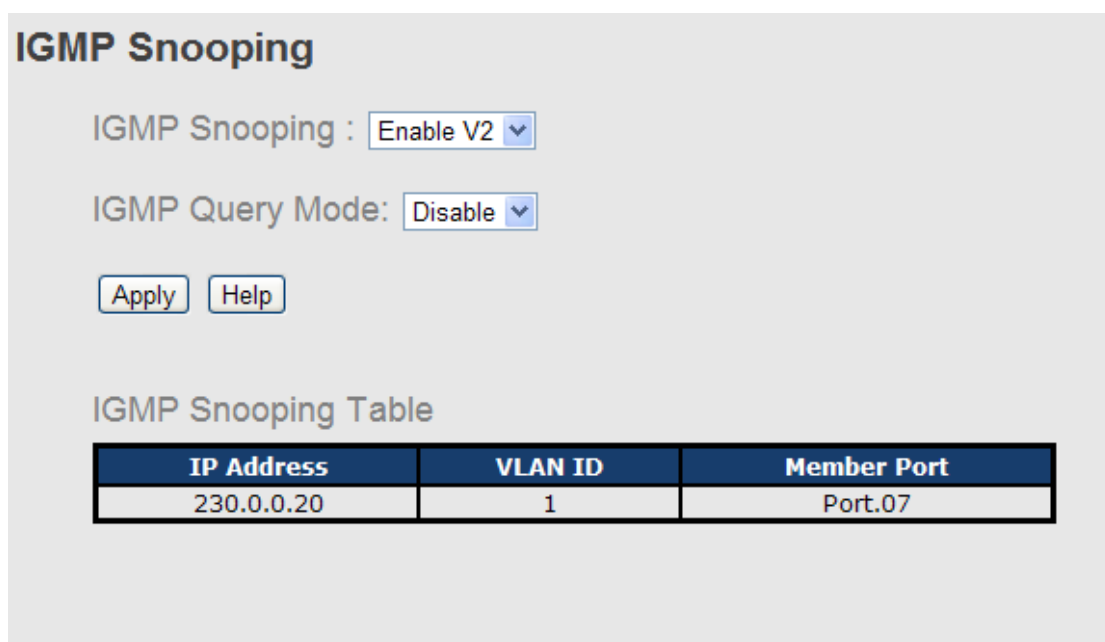 IGMP Snooping
IGMP Snooping : Enable V2
IGMP Query Mode: Disable
Apply Help
IGMP Snooping Table
IP Address VLAN ID Member Port
230.0.0.20 1 Port.07